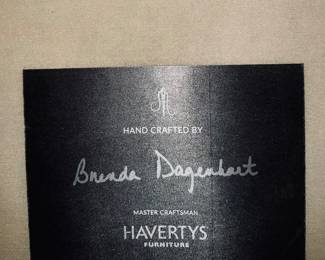 HAND CRAFTED BY
Brenda Dagenhart
MASTER CRAFTSMAN
HAVERTYS
FURNITURE